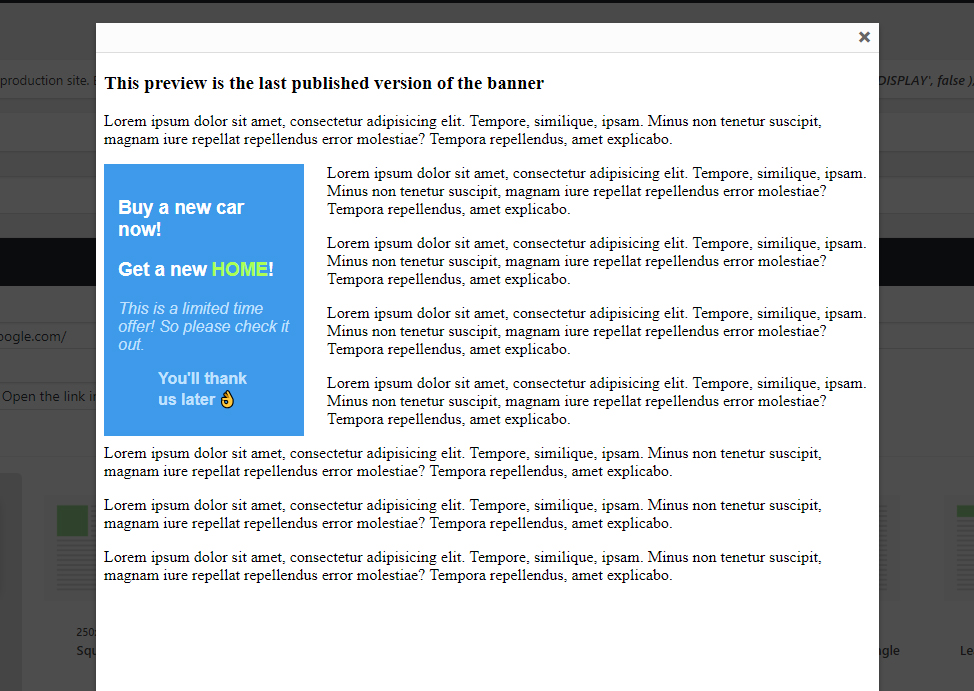 This preview is the last published version of the banner
Lorem ipsum dolor sit amet, consectetur adipisicing elit. Tempore, similique, ipsam. Minus non tenetur suscipit,
magnam iure repellat repellendus error molestiae? Tempora repellendus, amet explicabo.
Buy a new car
now!
Get a new HOME!
This is a limited time
offer! So please check it
out.
You'll thank
us later 👌
Lorem ipsum dolor sit amet, consectetur adipisicing elit. Tempore, similique, ipsam.
Minus non tenetur suscipit, magnam iure repellat repellendus error molestiae?
Tempora repellendus, amet explicabo.
Lorem ipsum dolor sit amet, consectetur adipisicing elit. Tempore, similique, ipsam.
Minus non tenetur suscipit, magnam iure repellat repellendus error molestiae?
Tempora repellendus, amet explicabo.
Lorem ipsum dolor sit amet, consectetur adipisicing elit. Tempore, similique, ipsam.
Minus non tenetur suscipit, magnam iure repellat repellendus error molestiae?
Tempora repellendus, amet explicabo.
Lorem ipsum dolor sit amet, consectetur adipisicing elit. Tempore, similique, ipsam.
Minus non tenetur suscipit, magnam iure repellat repellendus error molestiae?
Tempora repellendus, amet explicabo.
Lorem ipsum dolor sit amet, consectetur adipisicing elit. Tempore, similique, ipsam. Minus non tenetur suscipit,
magnam iure repellat repellendus error molestiae? Tempora repellendus, amet explicabo.
Lorem ipsum dolor sit amet, consectetur adipisicing elit. Tempore, similique, ipsam. Minus non tenetur suscipit,
magnam iure repellat repellendus error molestiae? Tempora repellendus, amet explicabo.
Lorem ipsum dolor sit amet, consectetur adipisicing elit. Tempore, similique, ipsam. Minus non tenetur suscipit,
magnam iure repellat repellendus error molestiae? Tempora repellendus, amet explicabo.
production site.
DISPLAY', false )
oogle.com/
Open the link
250
Squ
gle
Le